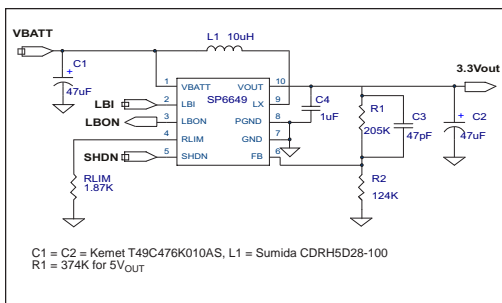 VBATT
L1 10uH
C1
+
47uF
1 VBATT VOUT 10
SP6649
LBI 2 LBI LX 9
LBON 3 LBON PGND 8
4 RLIM GND 7
SHDN 5 SHDN FB 6
RLIM
1.87K
C4
1uF
R1
205K
C3
47pF
R2
124K
3.3Vout
+ C2
47uF
C1 = C2 = Kemet T49C476K010AS, L1 = Sumida CDRH5D28-100
R1 = 374K for 5VOUT